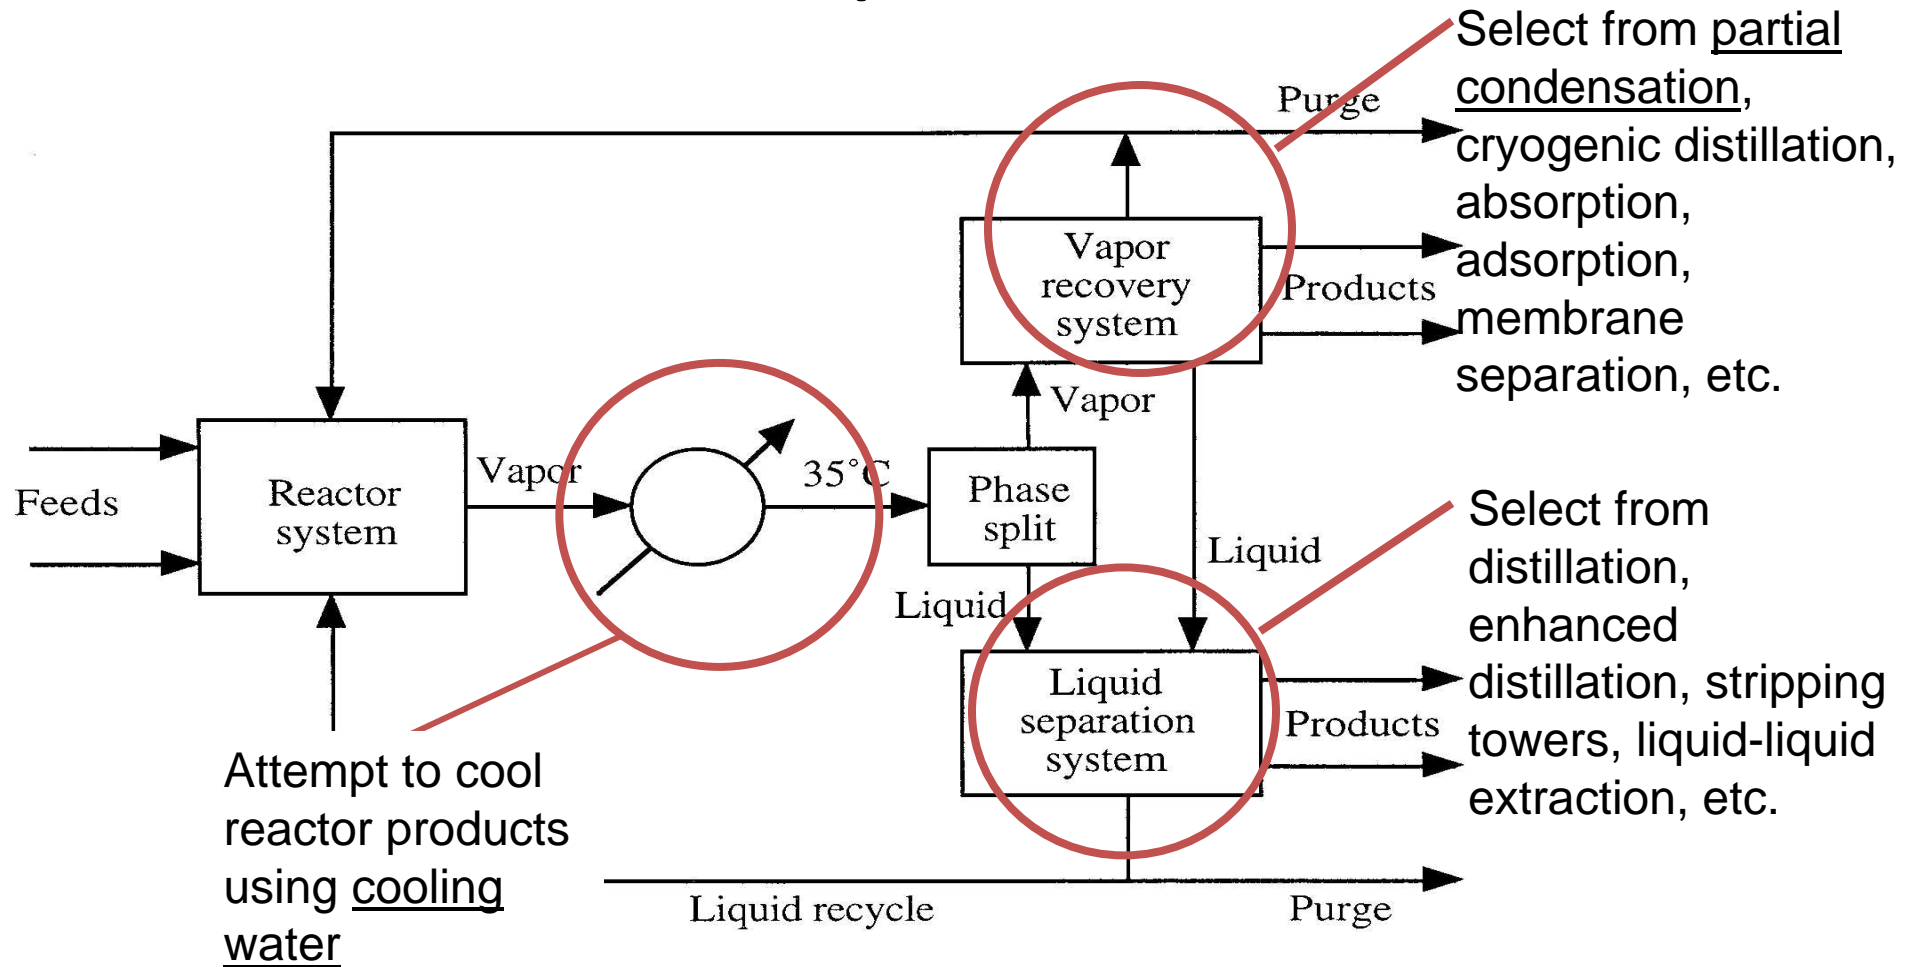 Select from partial
condensation,
cryogenic distillation,
absorption,
adsorption,
membrane
separation, etc.
Purge
Vapor
recovery
system
Products
Vapor
Feeds
Reactor
system
Vapor
35°C
Phase
split
Liquid
Liquid
Select from
distillation,
enhanced
distillation, stripping
towers, liquid-liquid
extraction, etc.
Liquid
separation
system
Products
Attempt to cool
reactor products
using cooling
water
Liquid recycle
Purge